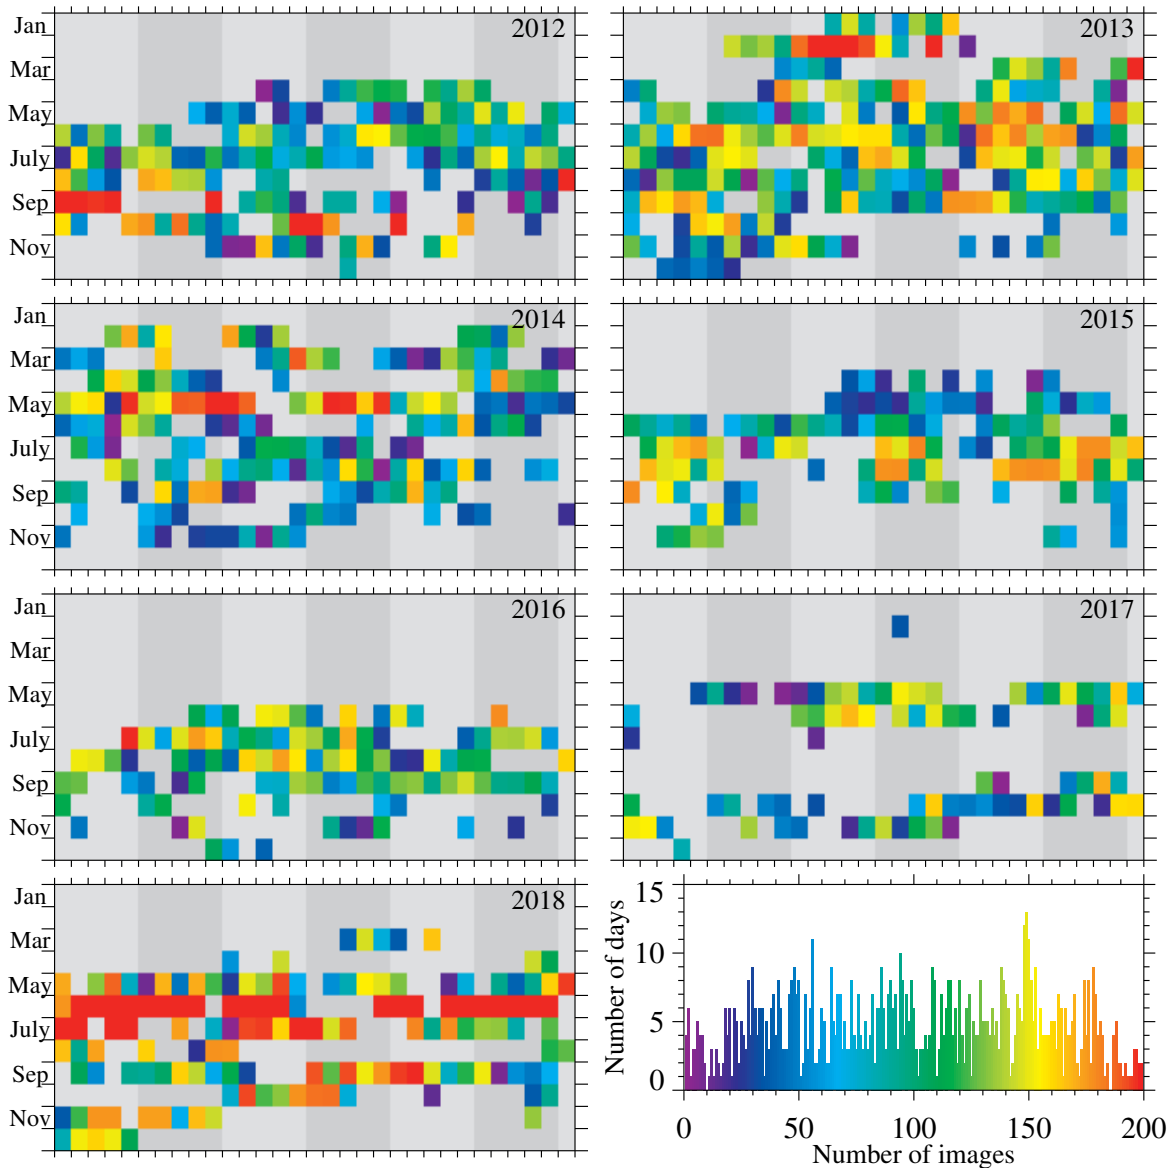 Jan
Mar
May
July
Sep
Nov
2012
2013
Jan
Mar
May
July
Sep
Nov
2014
2015
Jan
Mar
May
July
Sep
Nov
2016
2017
Jan
Mar
May
July
Sep
Nov
2018
Number of days
15
10
5
0
0 50 100 150 200
Number of images